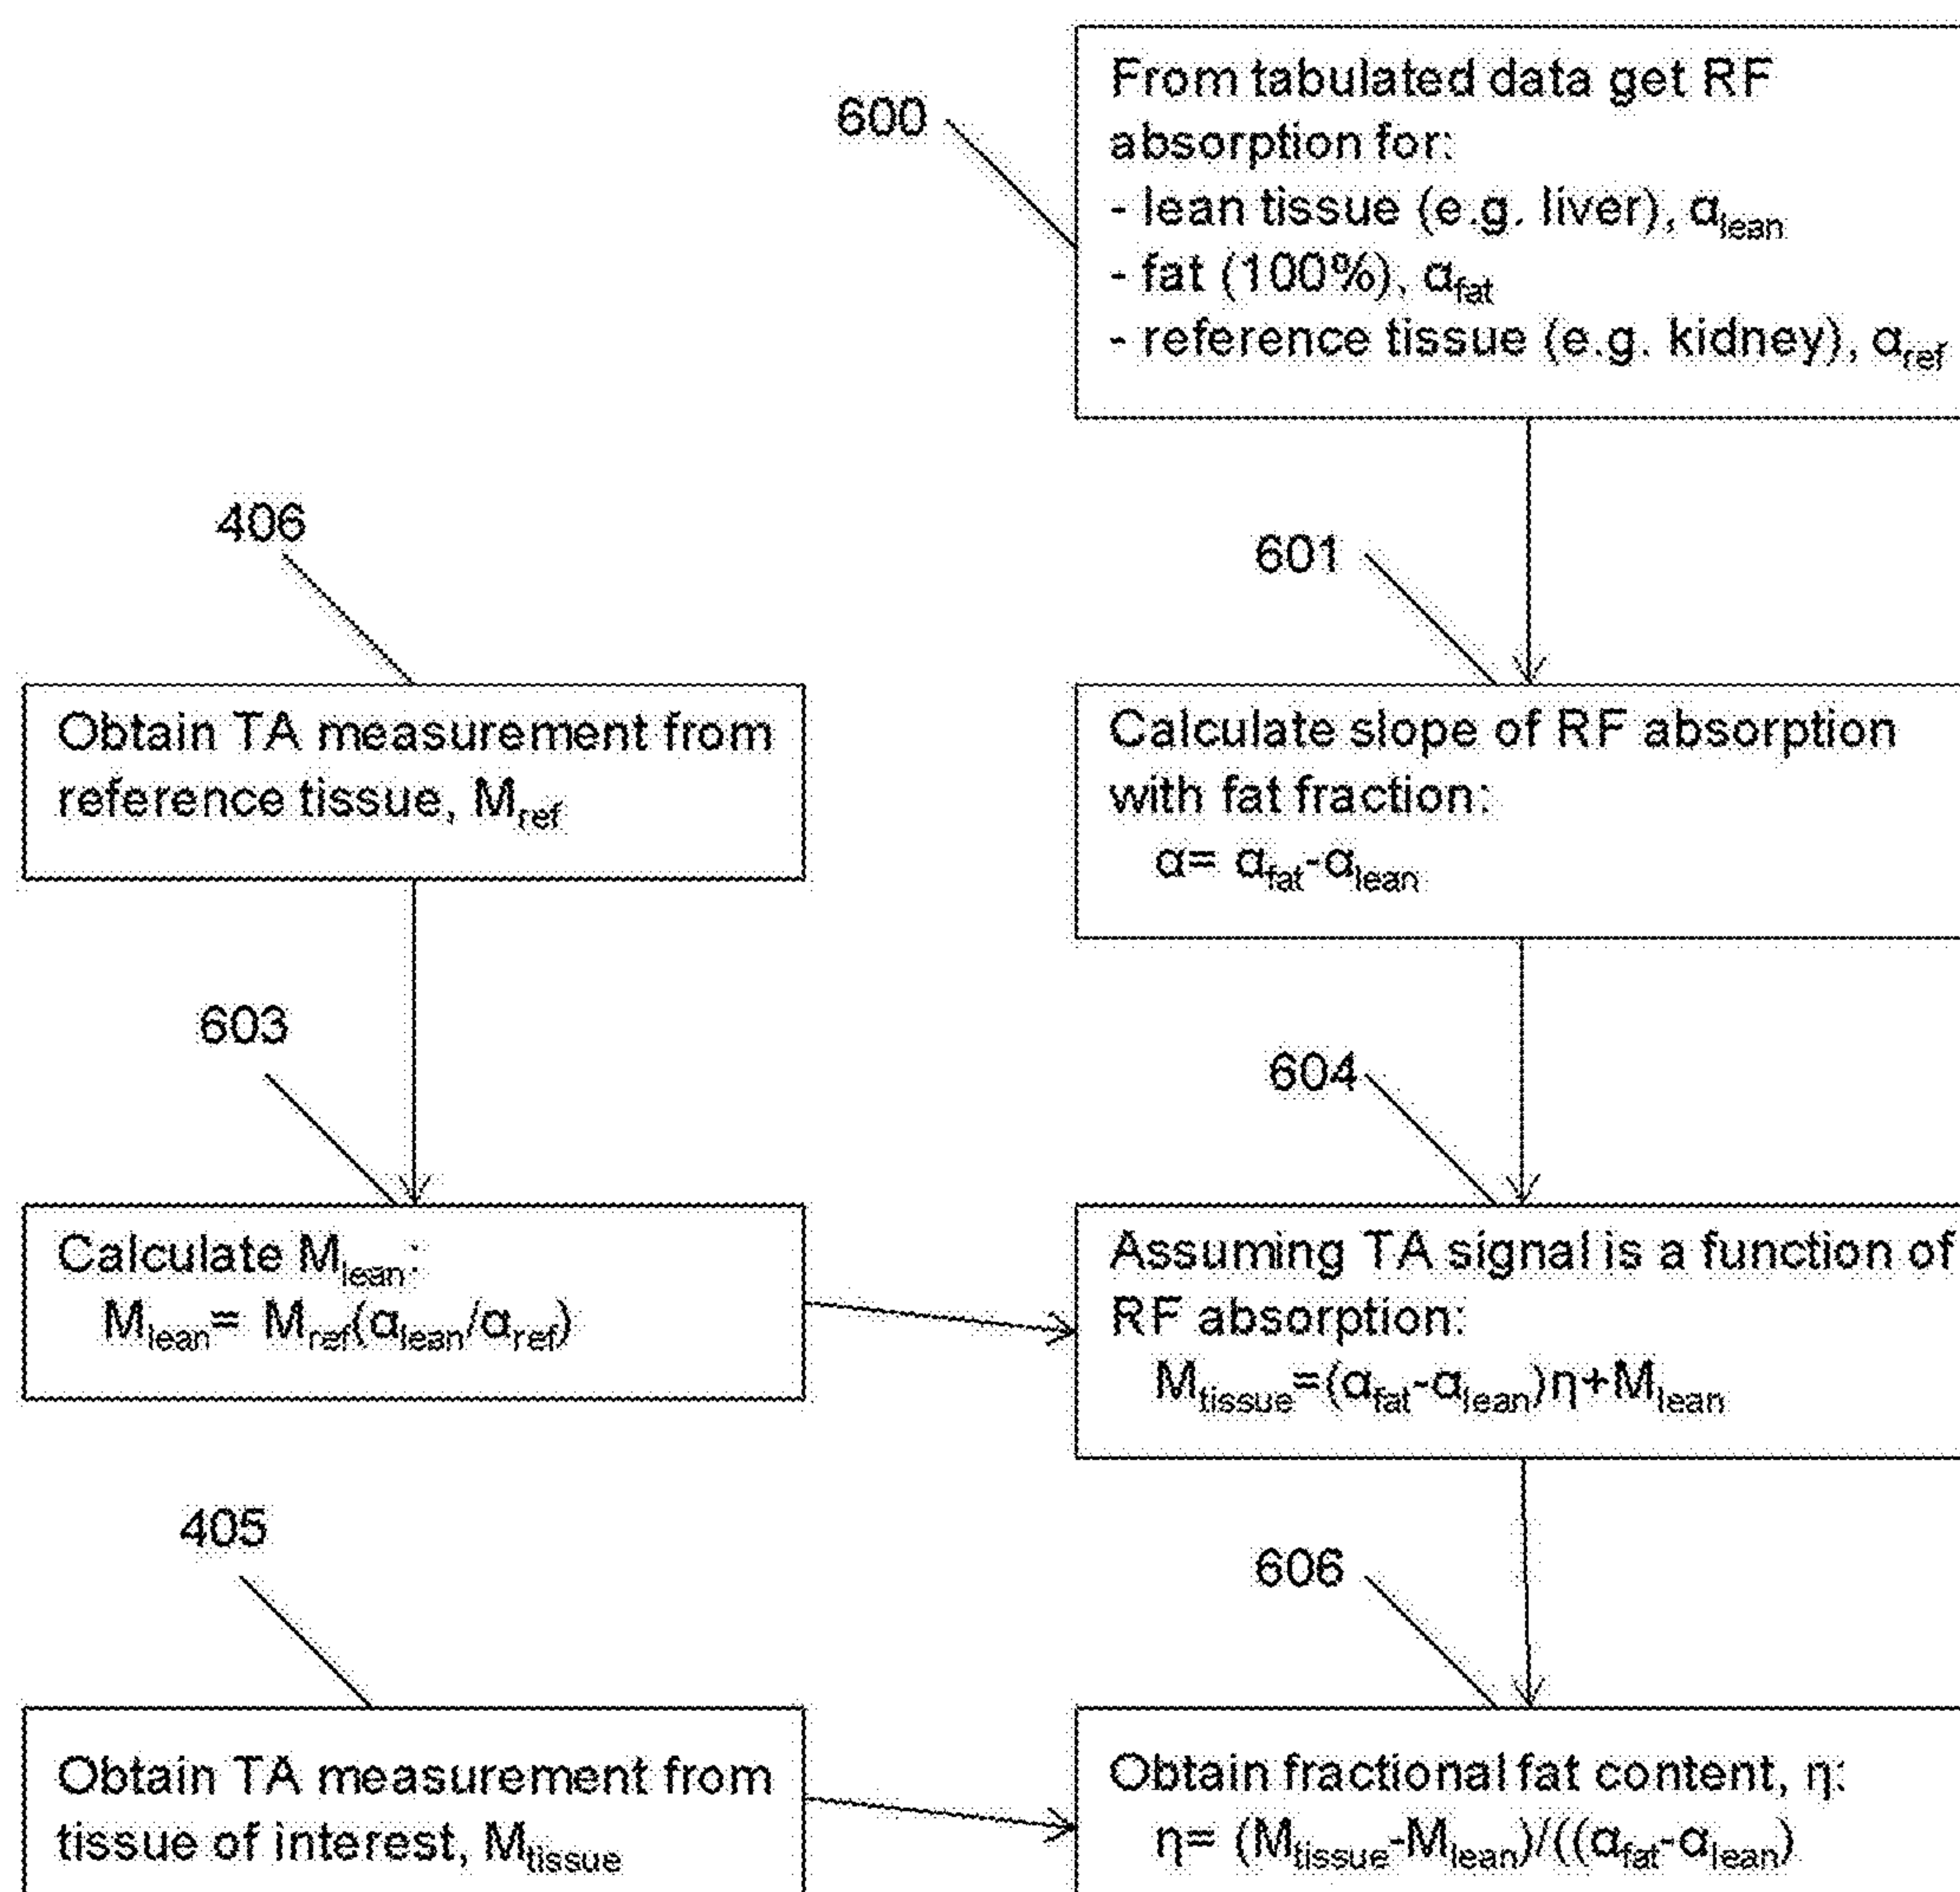 600
From tabulated data get RF
absorption for:
- lean tissue (e.g. liver), αlean
- fat (100%), αfat
- reference tissue (e.g. kidney), αref
406
601
Obtain TA measurement from
reference tissue, Mref
Calculate slope of RF absorption
with fat fraction:
α= αfat-αlean
603
604
Calculate Mlean:
Mlean= Mref(αlean/αref)
Assuming TA signal is a function of
RF absorption:
Mtissue=(αfat-αlean)η+Mlean
405
606
Obtain TA measurement from
tissue of interest, Mtissue
Obtain fractional fat content, η:
η= (Mtissue-Mlean)/((αfat-αlean)